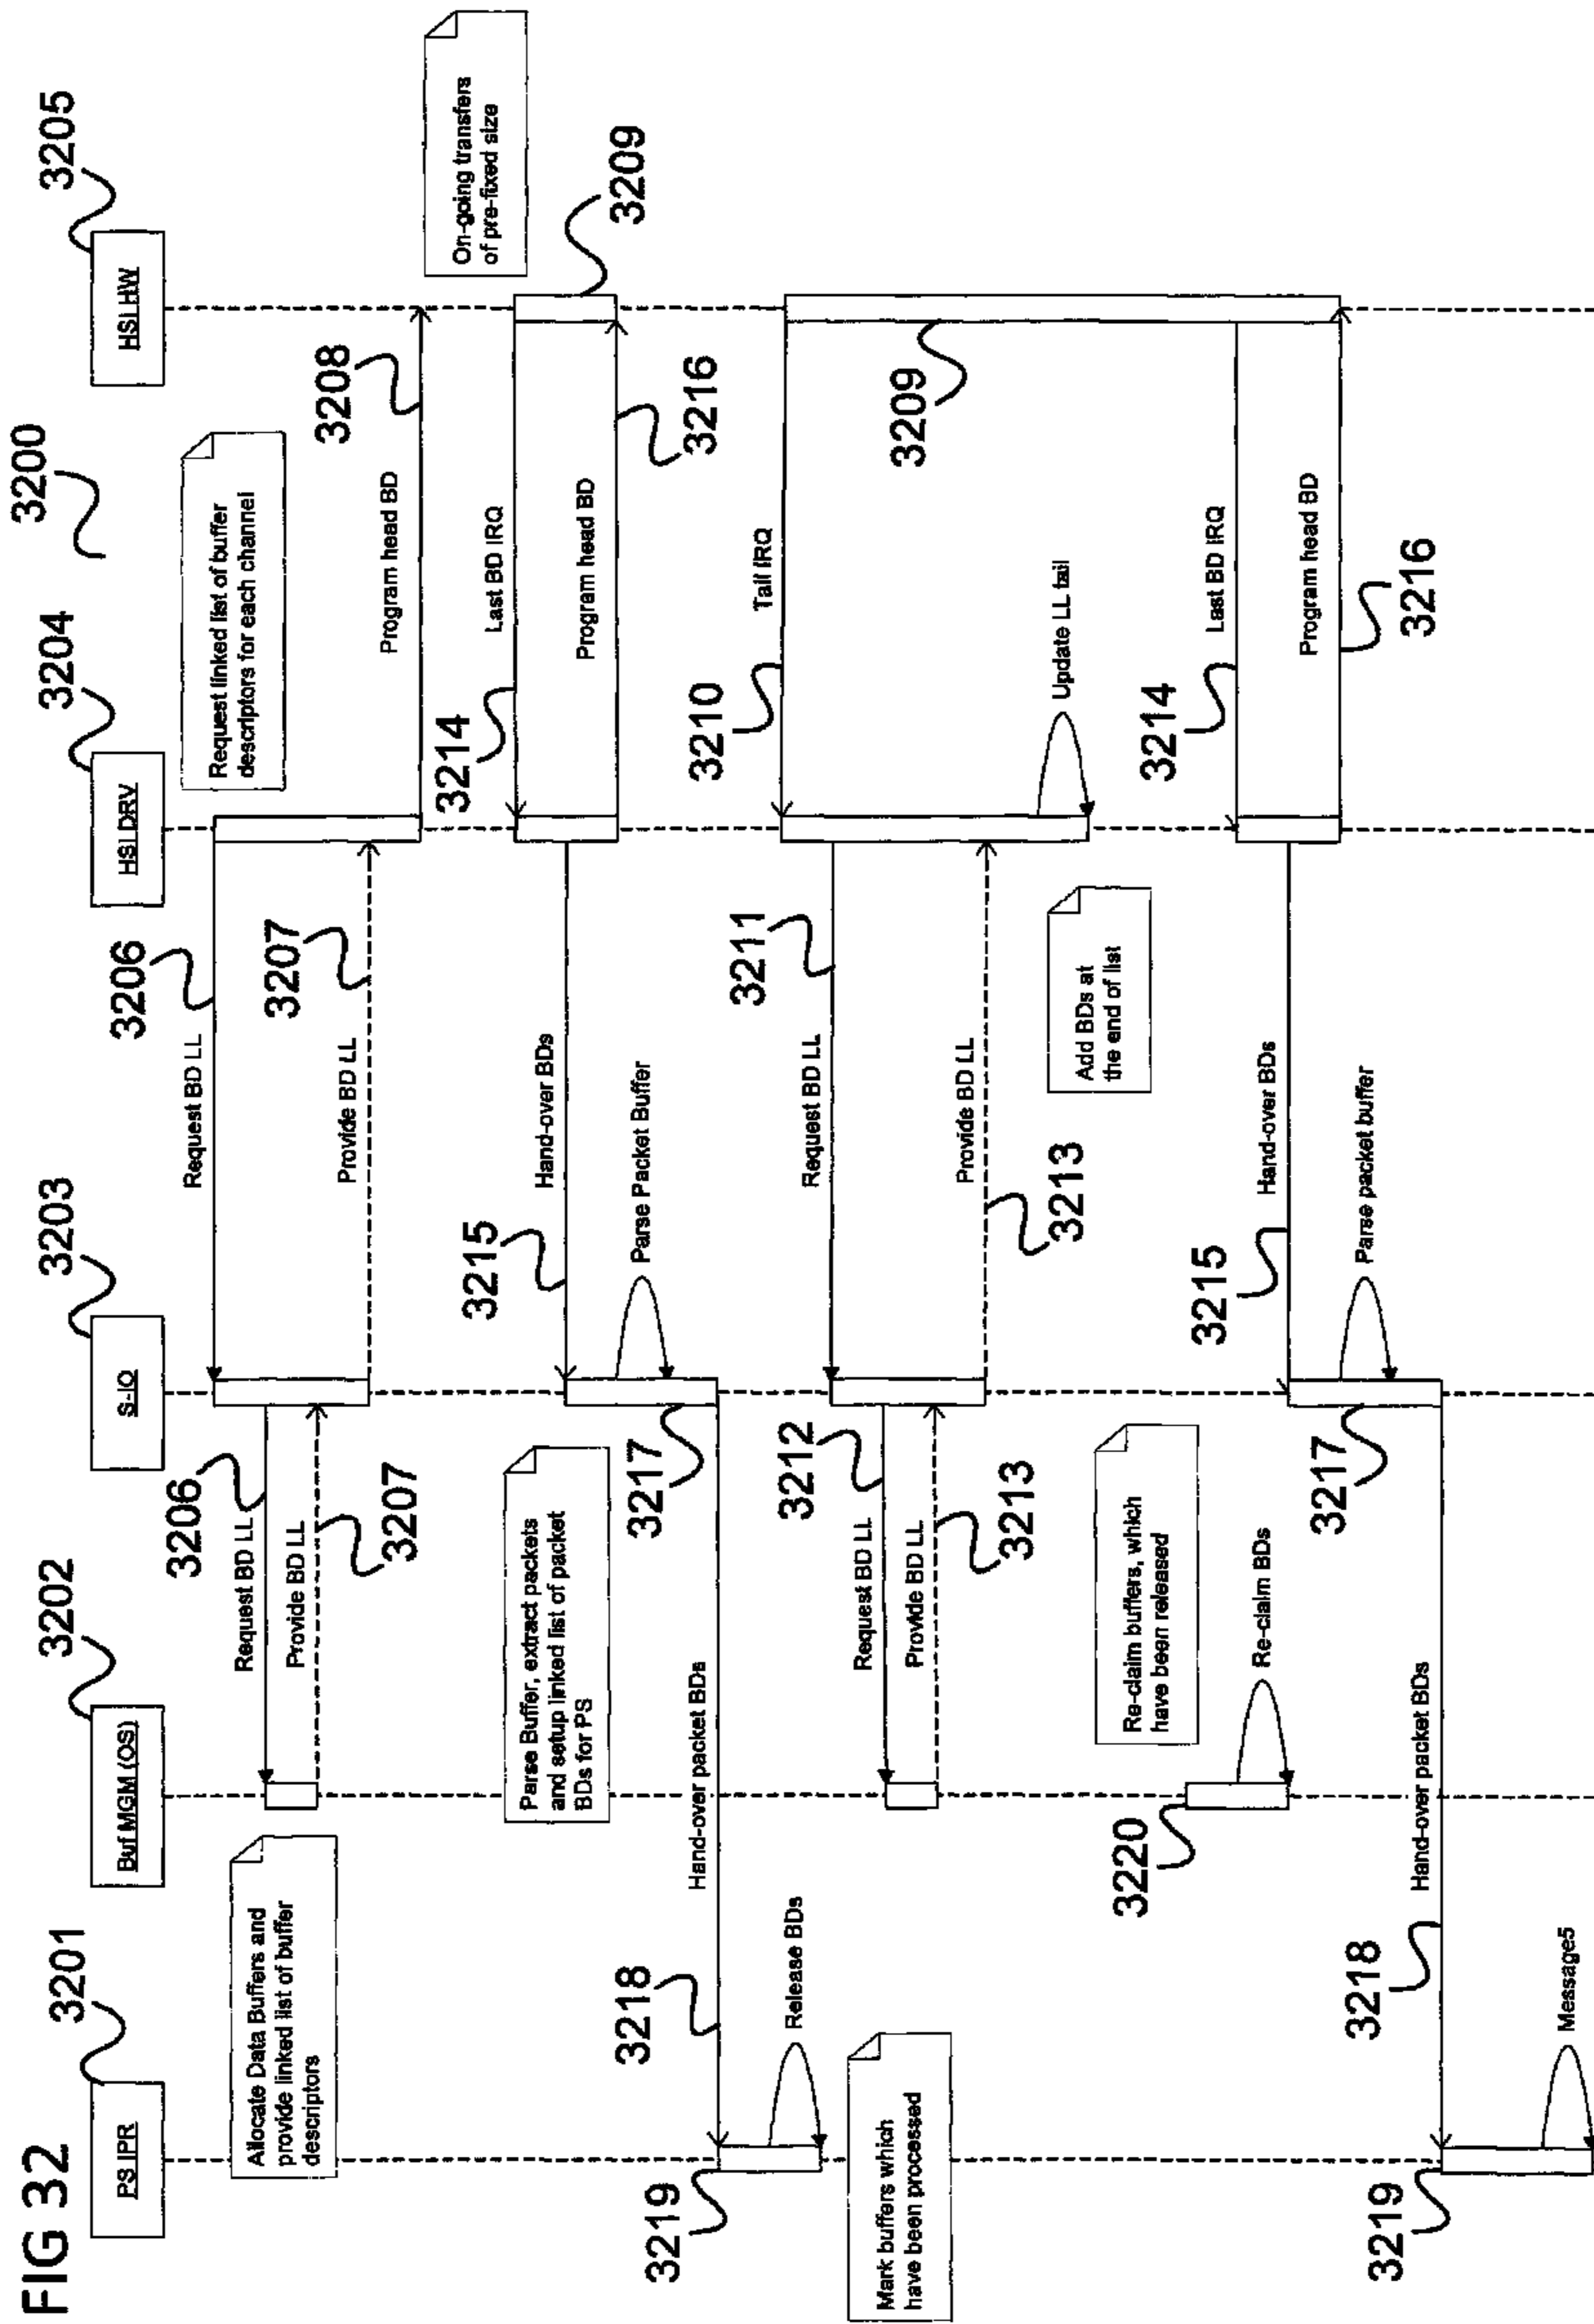 FIG 32
3200
3201
3202
3203
3204
3205
PS IPR
Buf MGM (OS)
S-IO
HSI DRV
HSI HW
Request linked list of buffer
descriptors for each channel
Allocate Data Buffers and
provide linked list of buffer
descriptors
Request BD LL
3206
Request BD LL
3206
Provide BD LL
3207
Provide BD LL
3207
Program head BD
3208
On-going transfers
of pre-fixed size
3209
Last BD IRQ
3214
Hand-over BDs
3215
Program head BD
3216
Parse Packet Buffer
Parse Buffer, extract packets
and setup linked list of packet
BDs for PS
3217
Hand-over packet BDs
3218
Release BDs
3219
Mark buffers which
have been processed
Tail IRQ
3210
3209
Request BD LL
3211
Request BD LL
3212
Provide BD LL
3213
Provide BD LL
3213
Update LL tail
Add BDs at
the end of list
Re-claim buffers, which
have been released
Re-claim BDs
3220
Last BD IRQ
3214
Hand-over BDs
3215
Program head BD
3216
Parse packet buffer
3217
Hand-over packet BDs
3218
Message5
3219